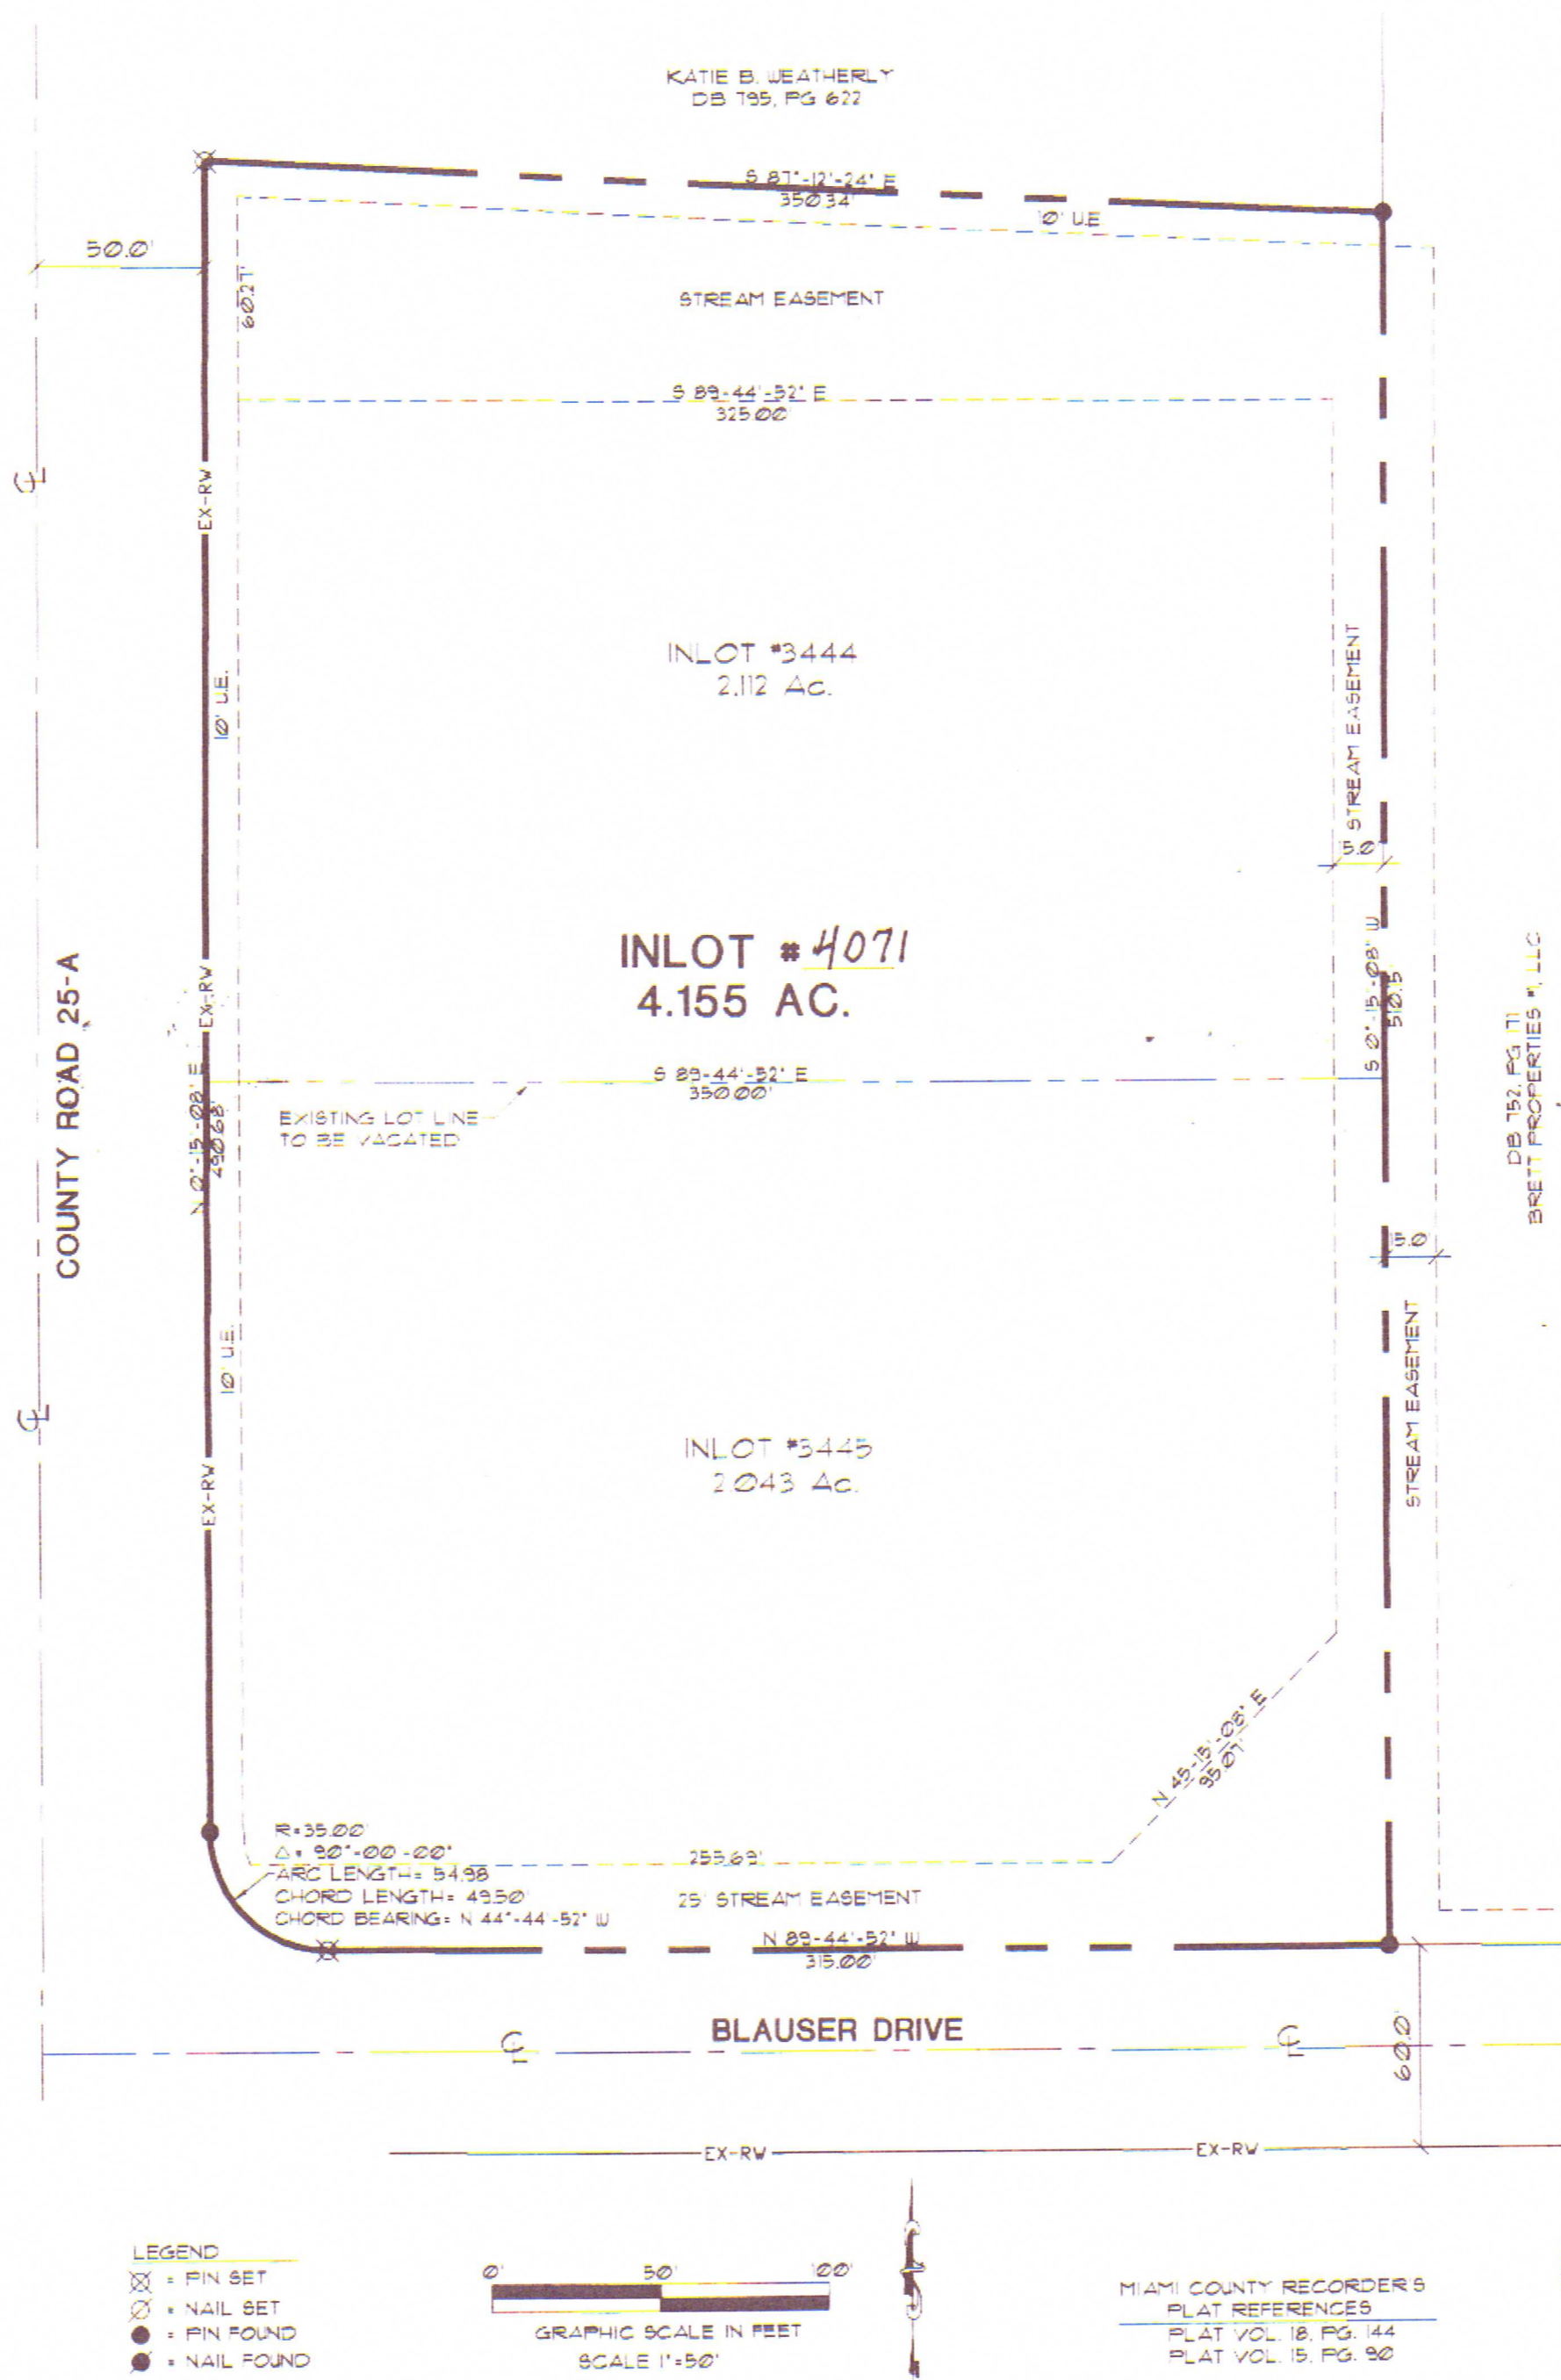 KATIE B. WEATHERLY
DB 795, PG 622
S 87°-12'-24" E
350.34'
10' U.E
50.0'
60.27'
STREAM EASEMENT
S 89-44'-52" E
325.00'
EX-RW
INLOT #3444
2.112 AC.
10' U.E.
STREAM EASEMENT
15.0'
INLOT # 4071
4.155 AC.
COUNTY ROAD 25-A
EX-RW
N 0°-15'-08" E
490.68'
S 0°-15'-08" W
S 89-44'-52" E
350.00'
EXISTING LOT LINE
TO BE VACATED
DB 752, PG 171
BRETT PROPERTIES #1, LLC
15.0'
10' U.E.
STREAM EASEMENT
INLOT #3445
2.043 AC.
EX-RW
N 45-15'-08" E
95.07'
R=35.00'
Δ= 90°-00'-00"
ARC LENGTH= 54.98
CHORD LENGTH= 49.50'
CHORD BEARING= N 44°-44'-52" W
255.69'
25' STREAM EASEMENT
N 89-44'-52" W
315.00'
BLAUSER DRIVE
60.0'
EX-RW
EX-RW
LEGEND
= PIN SET
= NAIL SET
= PIN FOUND
= NAIL FOUND
0' 50' 100'
GRAPHIC SCALE IN FEET
SCALE 1"=50'
MIAMI COUNTY RECORDER'S
PLAT REFERENCES
PLAT VOL. 18, PG. 144
PLAT VOL. 15, PG. 90